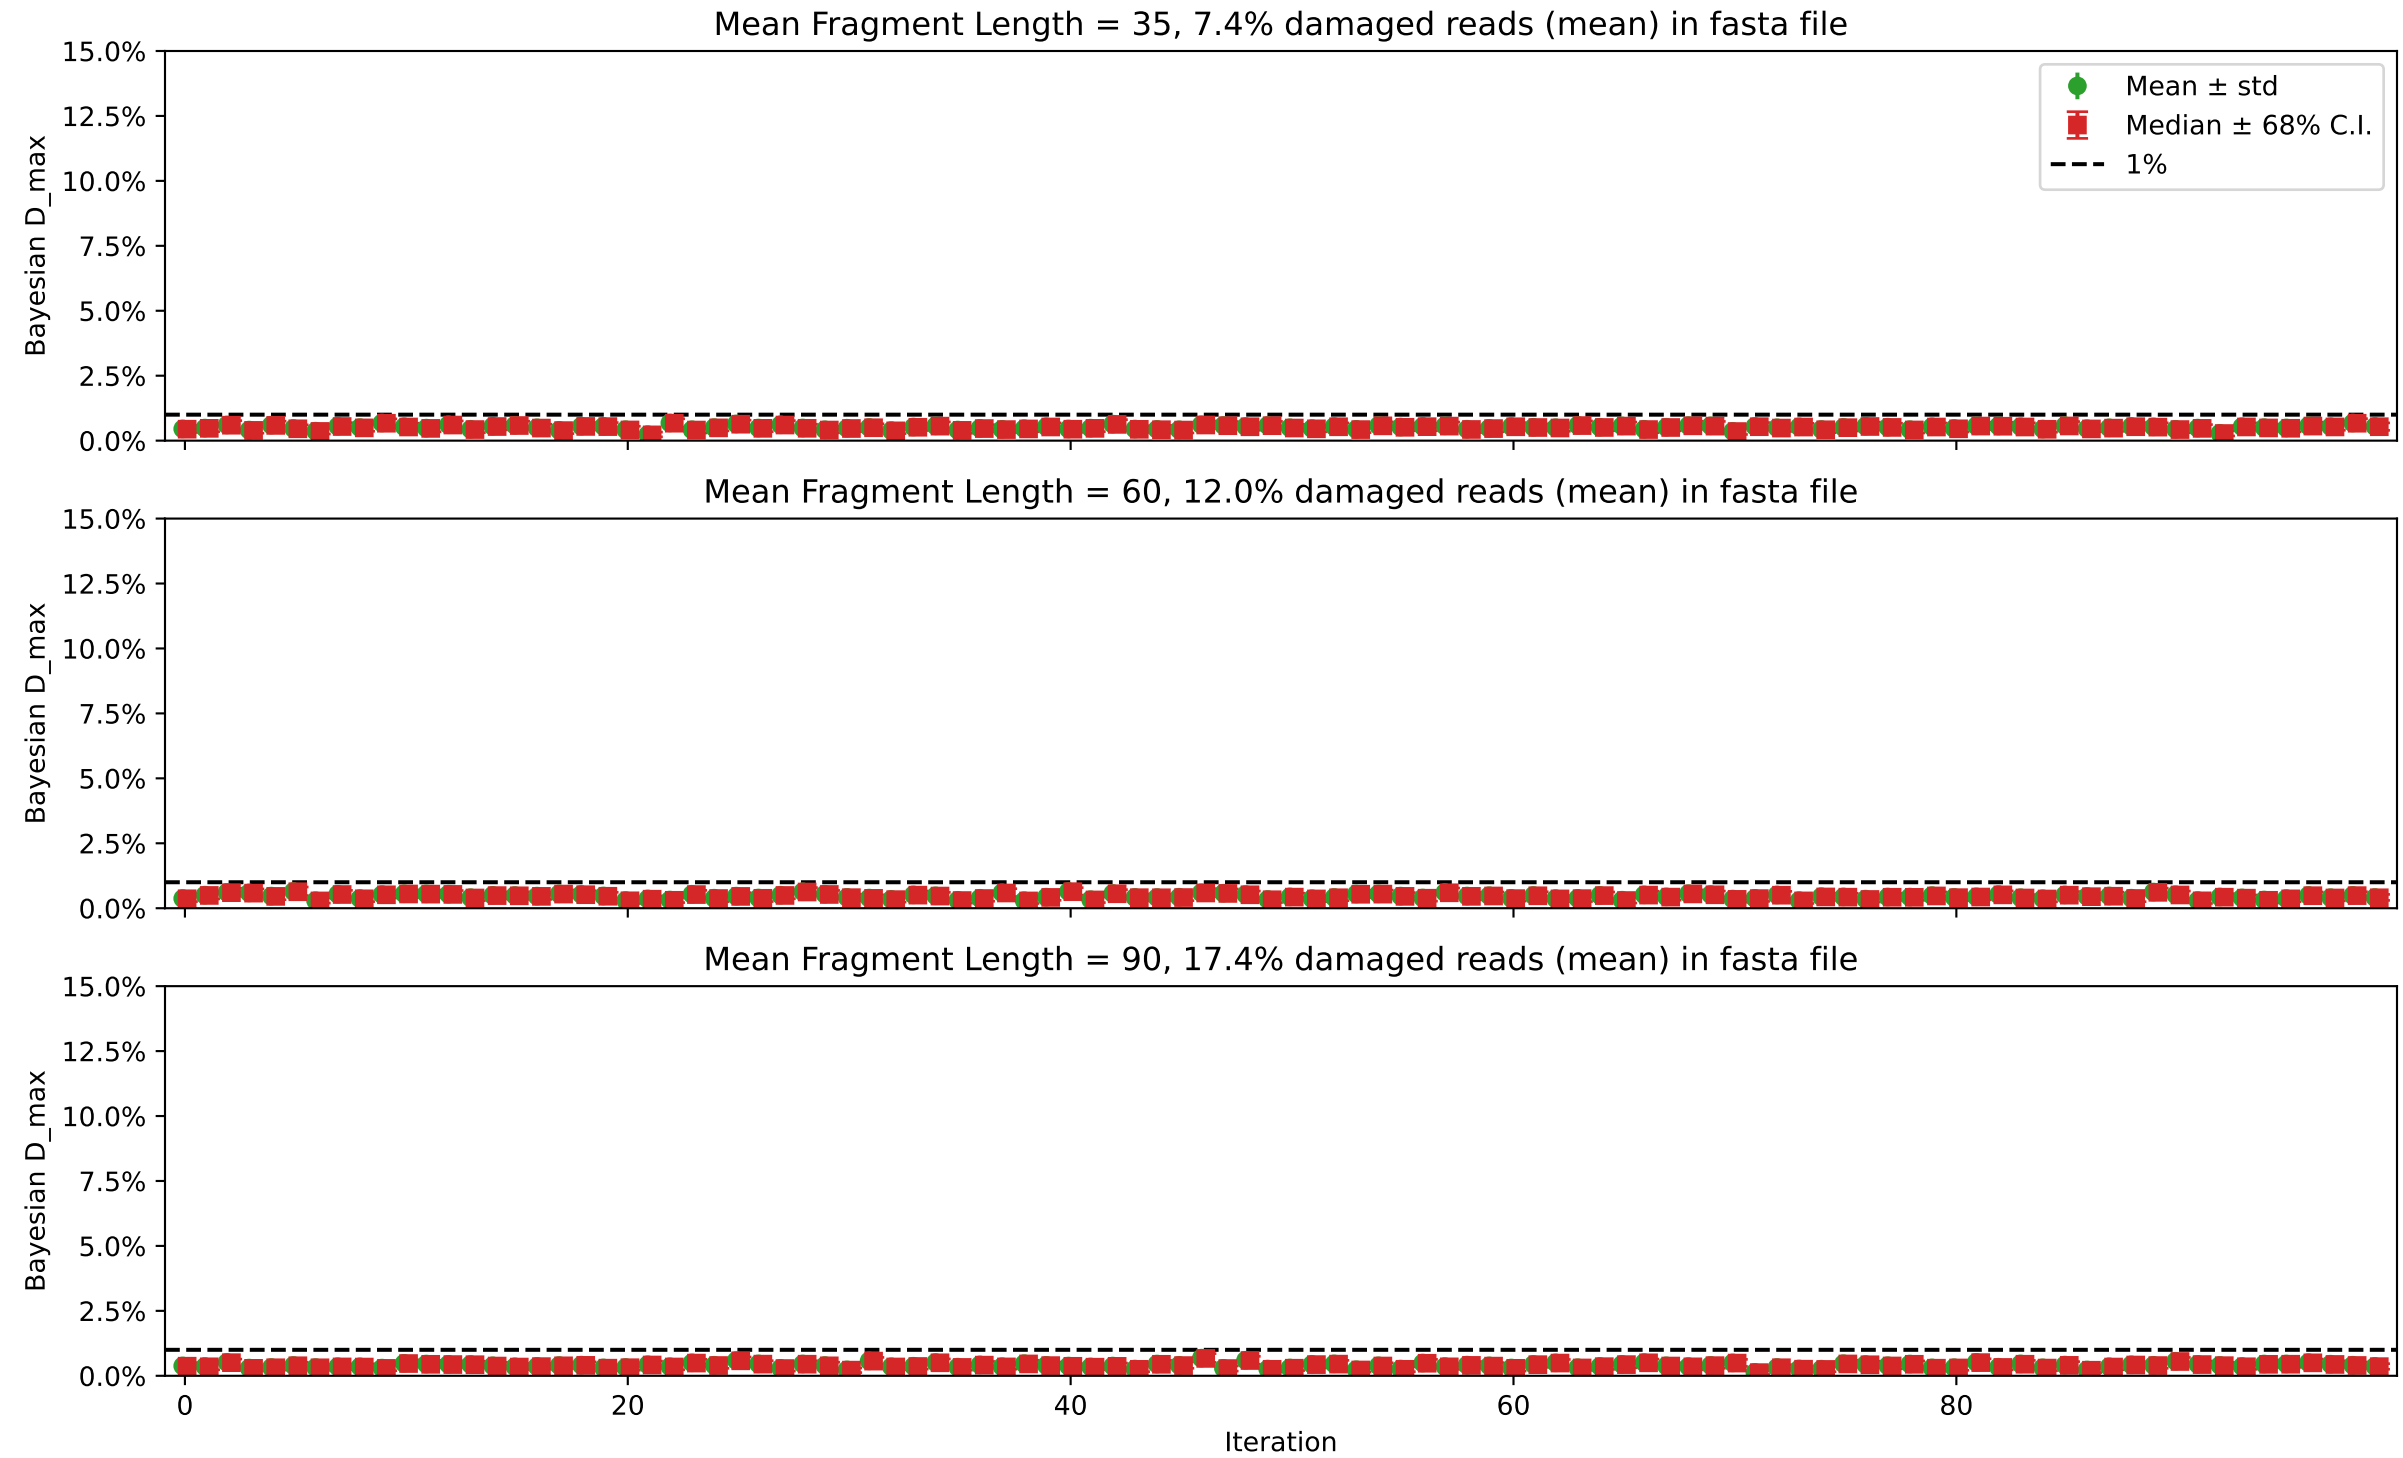 Mean Fragment Length = 35, 7.4% damaged reads (mean) in fasta file
15.0%
12.5%
10.0%
7.5%
5.0%
2.5%
0.0%
Bayesian D_max
Mean ± std
Median ± 68% C.I.
1%
Mean Fragment Length = 60, 12.0% damaged reads (mean) in fasta file
15.0%
12.5%
10.0%
7.5%
5.0%
2.5%
0.0%
Bayesian D_max
Mean Fragment Length = 90, 17.4% damaged reads (mean) in fasta file
15.0%
12.5%
10.0%
7.5%
5.0%
2.5%
0.0%
Bayesian D_max
0 20 40 60 80
Iteration